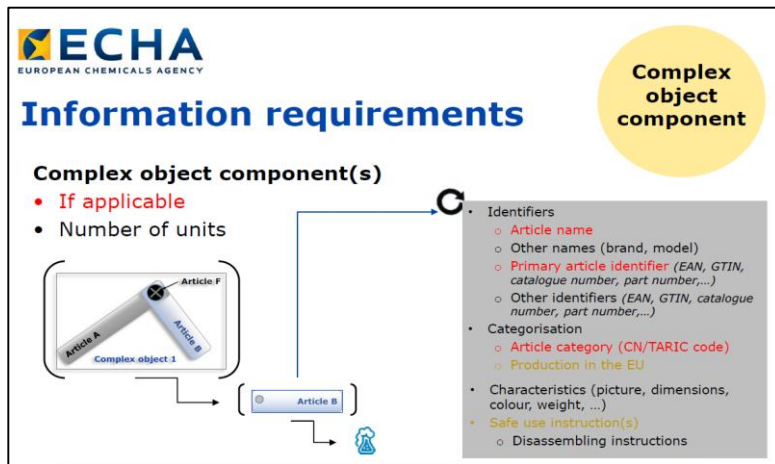 ECHA
EUROPEAN CHEMICALS AGENCY
Information requirements
Complex
object
component
Complex object component(s)
• If applicable
• Number of units
Article F
Article A
Article B
Complex object 1
Article B
• Identifiers
o Article name
o Other names (brand, model)
o Primary article identifier (EAN, GTIN,
catalogue number, part number,...)
o Other identifiers (EAN, GTIN, catalogue
number, part number,...)
• Categorisation
o Article category (CN/TARIC code)
o Production in the EU
• Characteristics (picture, dimensions,
colour, weight, ...)
• Safe use instruction(s)
o Disassembling instructions